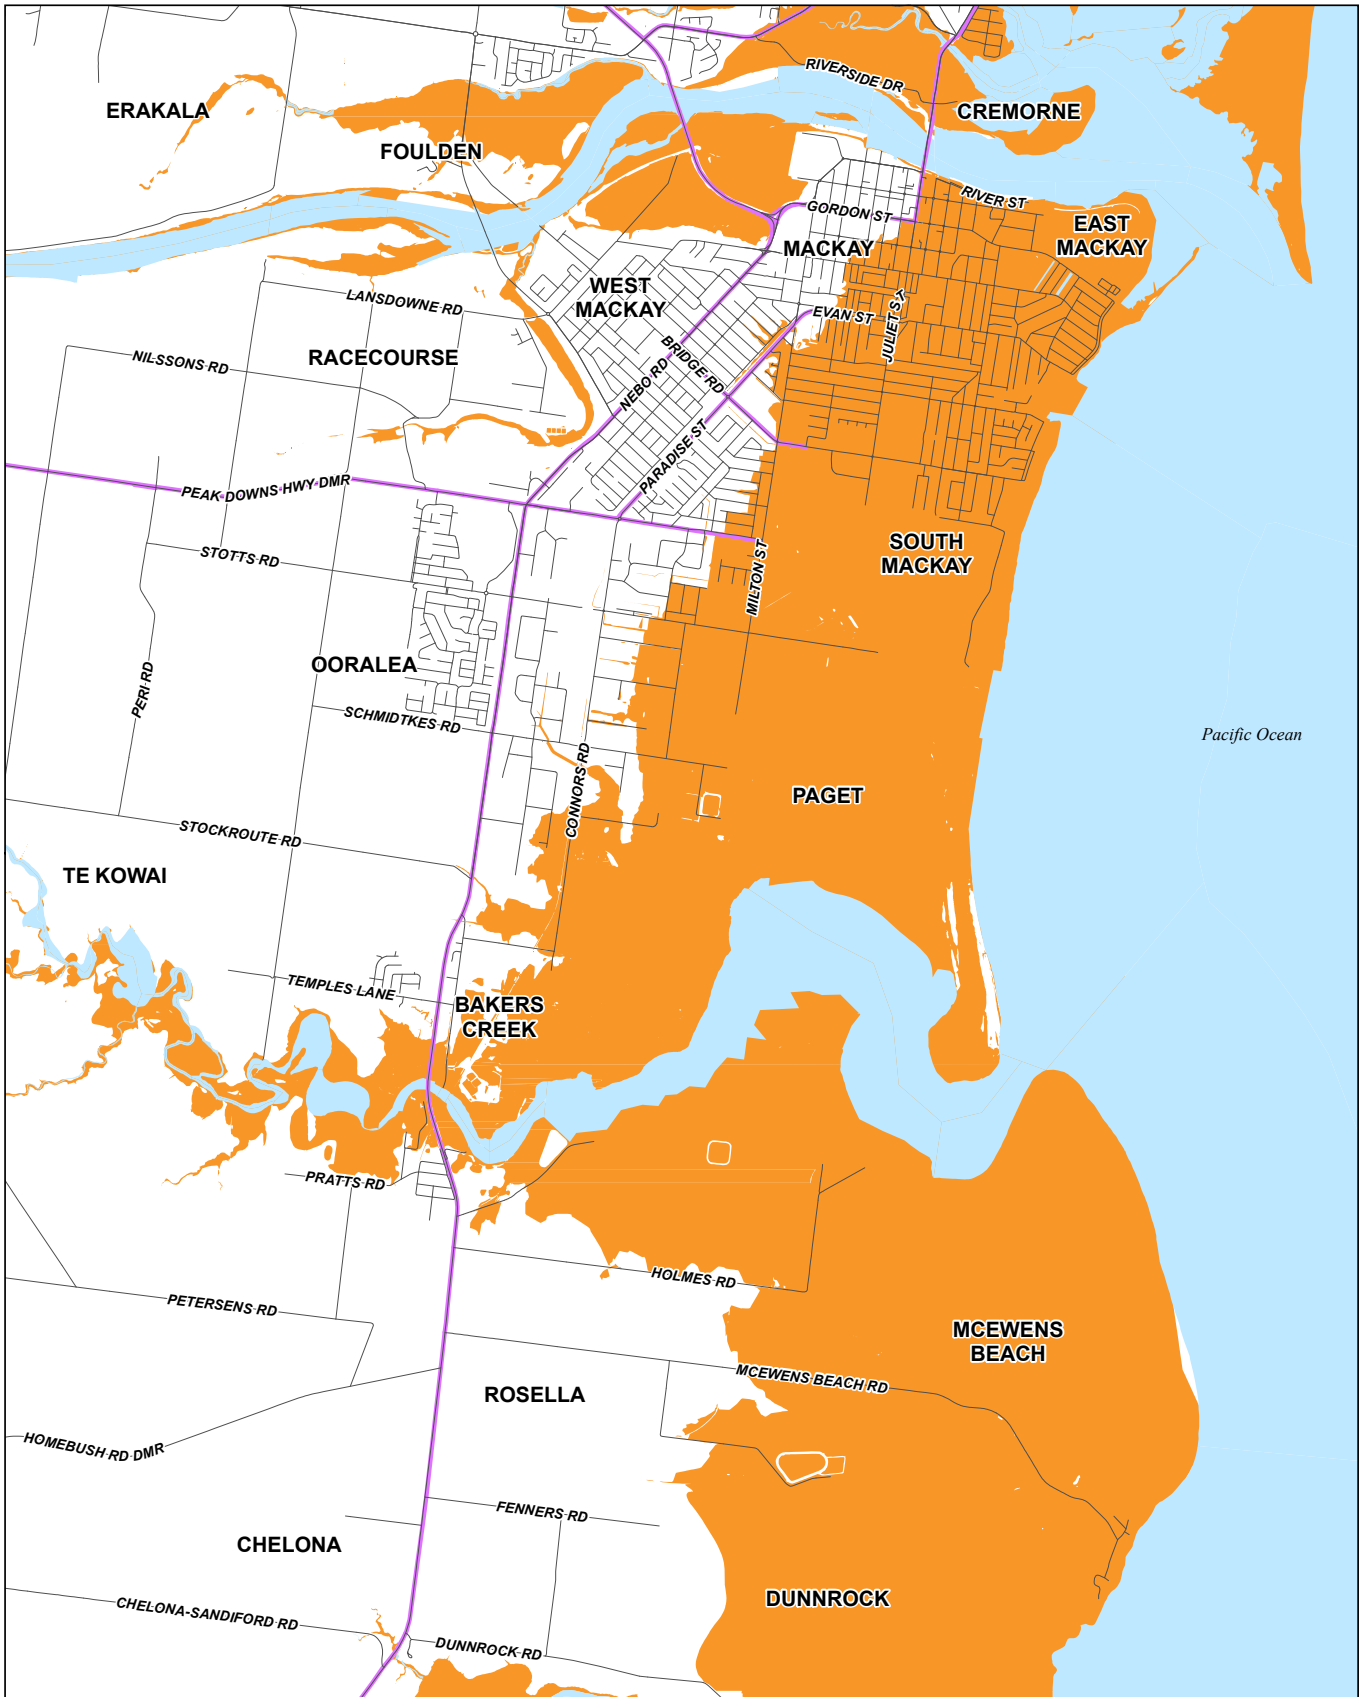 RIVERSIDE DR
ERAKALA
CREMORNE
FOULDEN
RIVER ST
GORDON ST
EAST
MACKAY
MACKAY
WEST
MACKAY
LANSDOWNE RD
EVAN ST
JULIET ST
NILSSONS RD
RACECOURSE
BRIDGE RD
NEBO RD
PARADISE ST
PEAK DOWNS HWY DMR
STOTTS RD
SOUTH
MACKAY
MILTON ST
OORALEA
PERI RD
SCHMIDTKES RD
Pacific Ocean
CONNORS RD
PAGET
STOCKROUTE RD
TE KOWAI
TEMPLES LANE
BAKERS
CREEK
PRATTS RD
HOLMES RD
PETERSENS RD
MCEWENS
BEACH
MCEWENS BEACH RD
ROSELLA
HOMEBUSH RD DMR
FENNERS RD
CHELONA
DUNNROCK
CHELONA-SANDIFORD RD
DUNNROCK RD